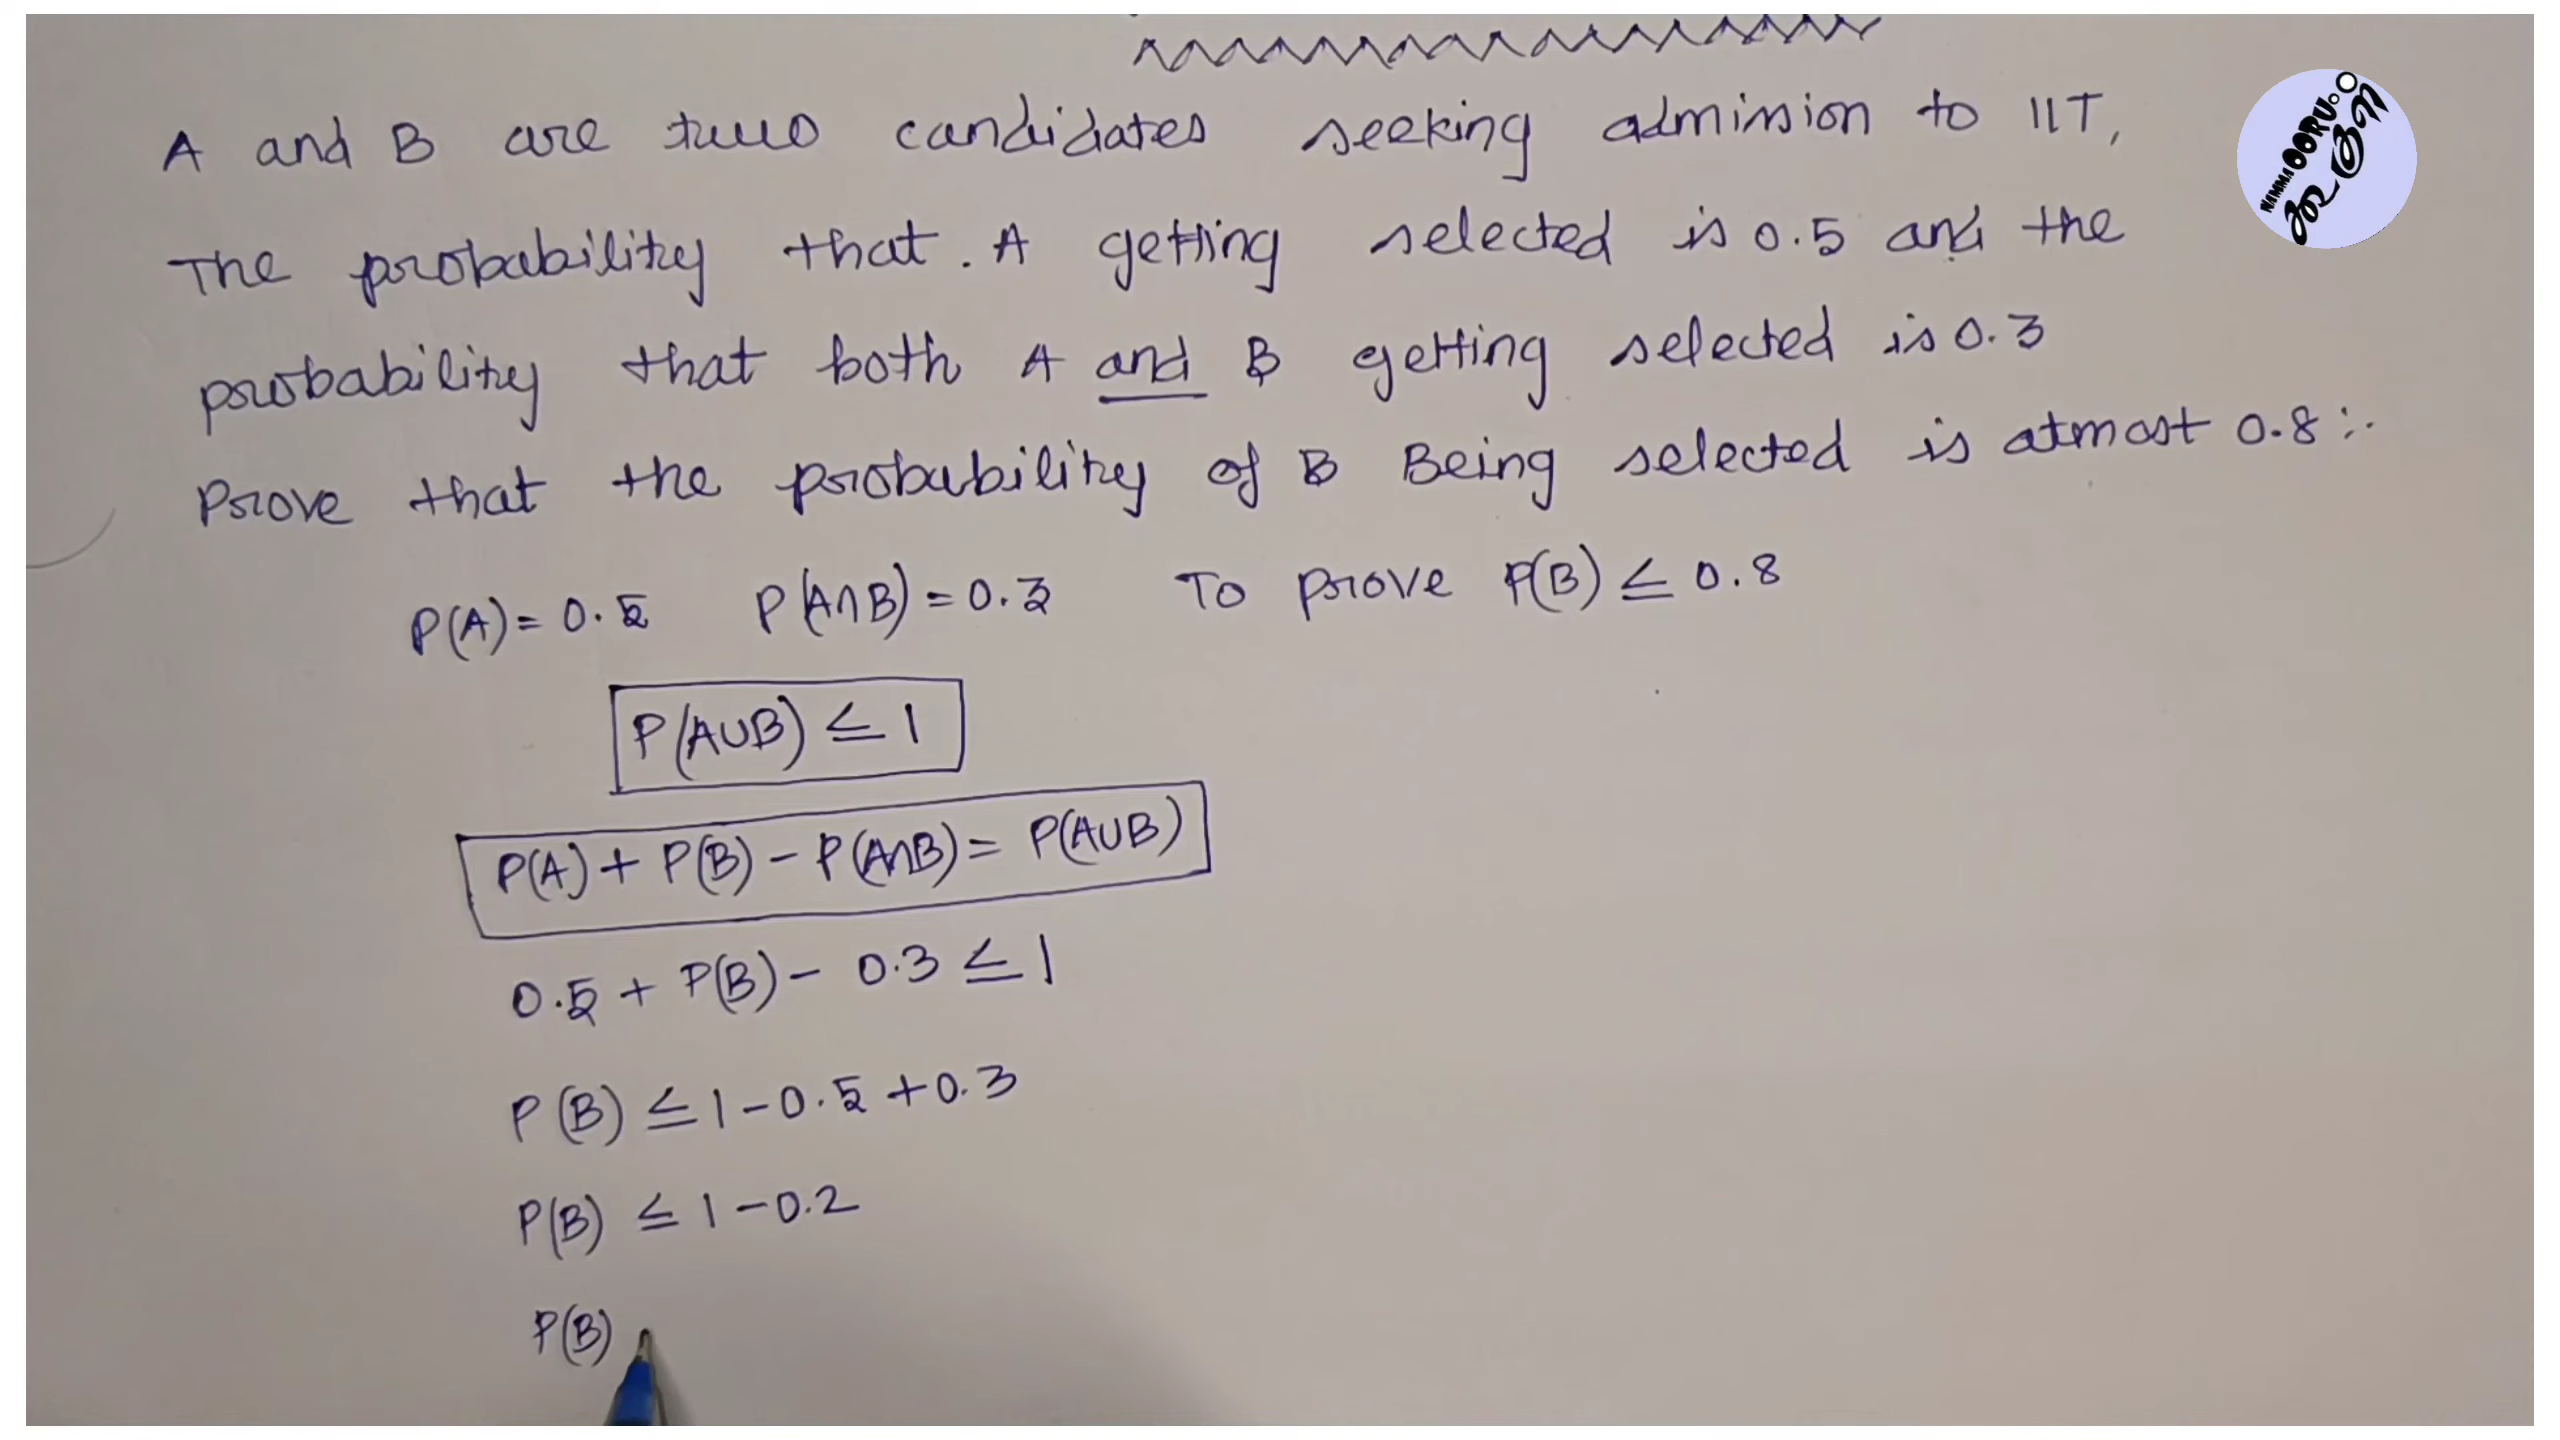 A and B are two candidates seeking admission to IIT,
The probability that. A getting selected is 0.5 and the
probability that both A and B getting selected is 0.3
Prove that the probability of B Being selected is atmost 0.8 :.
P(A) = 0.5 P(A∩B) = 0.3 To prove P(B) ≤ 0.8
P(A∪B) ≤ 1
P(A) + P(B) - P(A∩B) = P(A∪B)
0.5 + P(B) - 0.3 ≤ 1
P(B) ≤ 1 - 0.5 + 0.3
P(B) ≤ 1 - 0.2
P(B)
NAMMA OORU